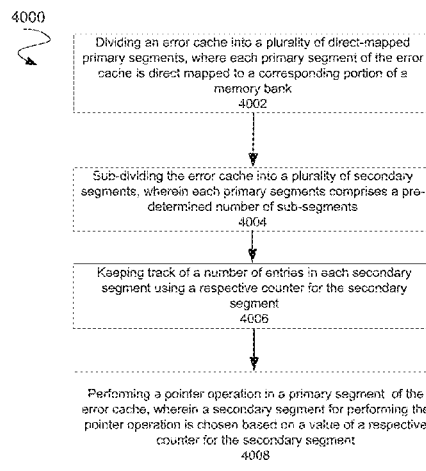 4000
Dividing an error cache into a plurality of direct-mapped
primary segments, where each primary segment of the error
cache is direct mapped to a corresponding portion of a
memory bank
4002
Sub-dividing the error cache into a plurality of secondary
segments, wherein each primary segments comprises a pre-
determined number of sub-segments
4004
Keeping track of a number of entries in each secondary
segment using a respective counter for the secondary
segment
4006
Performing a pointer operation in a primary segment of the
error cache, wherein a secondary segment for performing the
pointer operation is chosen based on a value of a respective
counter for the secondary segment
4008